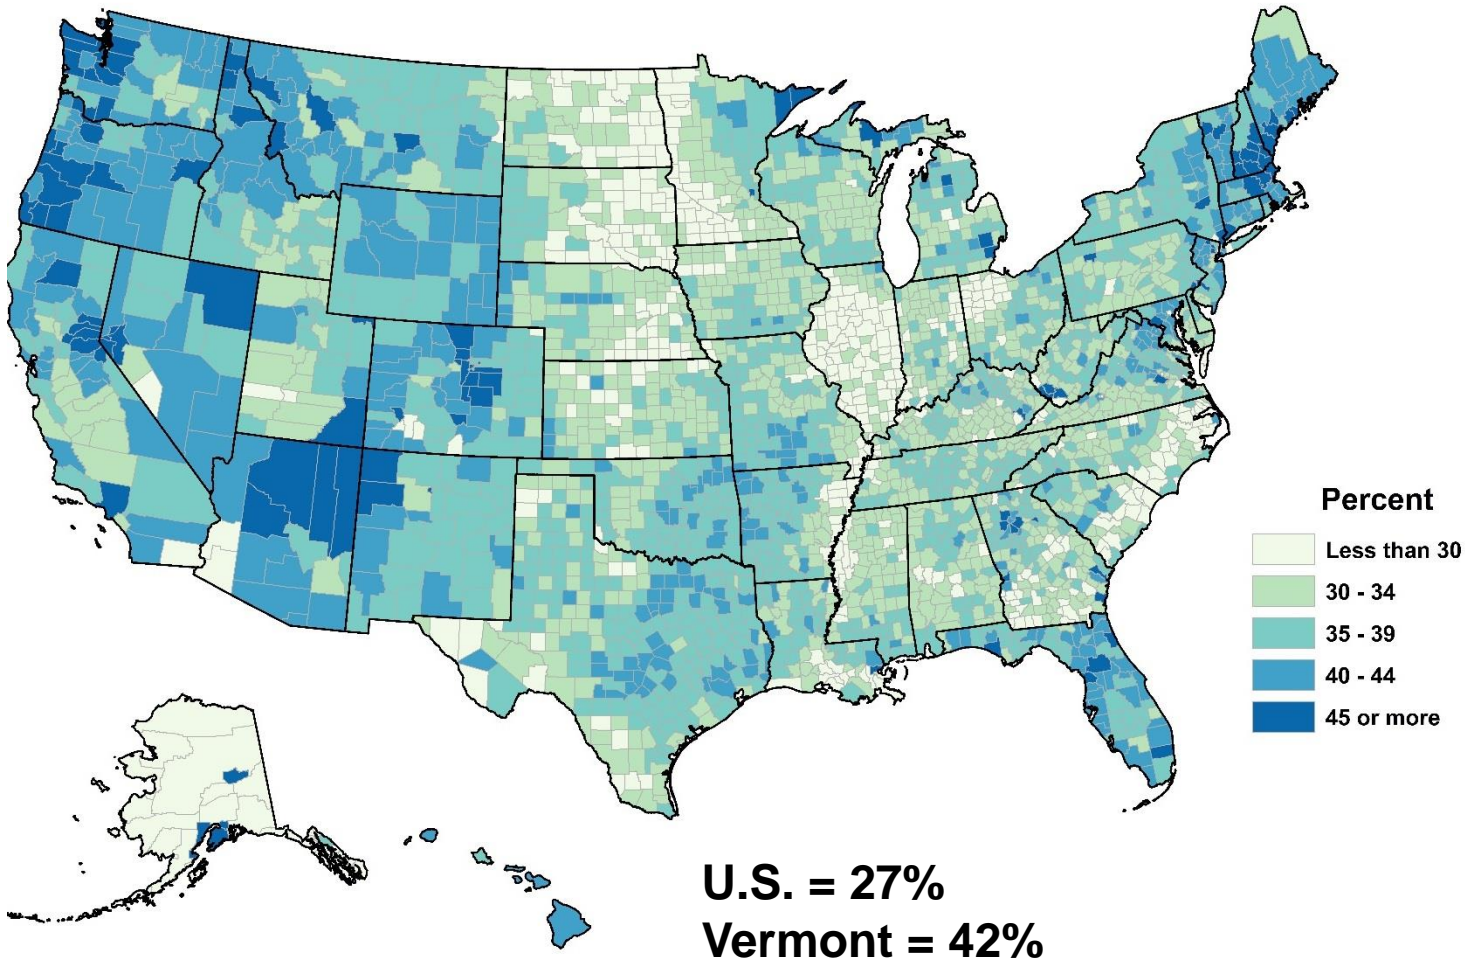 Percent
Less than 30
30 - 34
35 - 39
40 - 44
45 or more
U.S. = 27%
Vermont = 42%